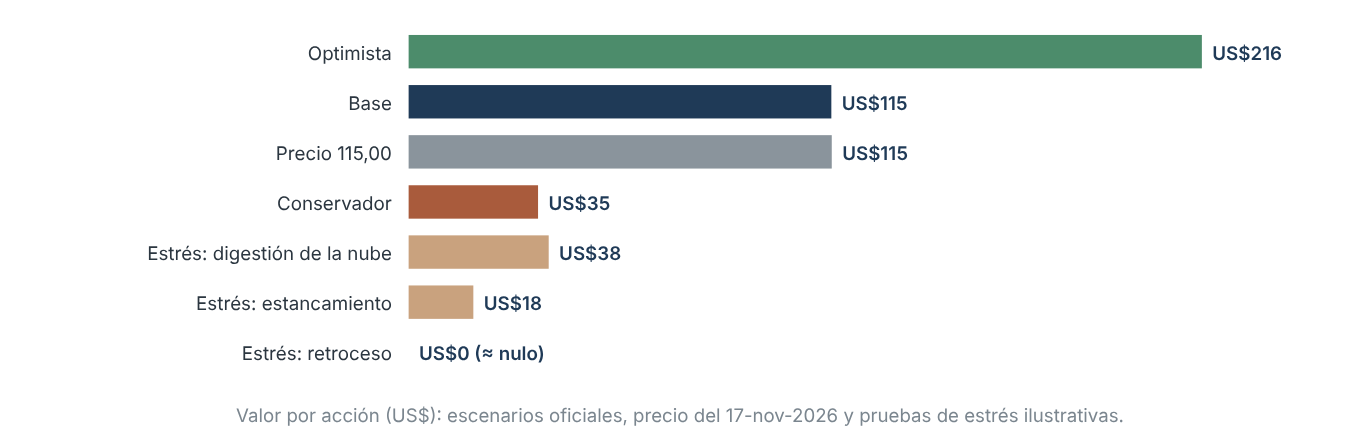 Optimista US$216
Base US$115
Precio 115,00 US$115
Conservador US$35
Estrés: digestión de la nube US$38
Estrés: estancamiento US$18
Estrés: retroceso US$0 (≈ nulo)
Valor por acción (US$): escenarios oficiales, precio del 17-nov-2026 y pruebas de estrés ilustrativas.